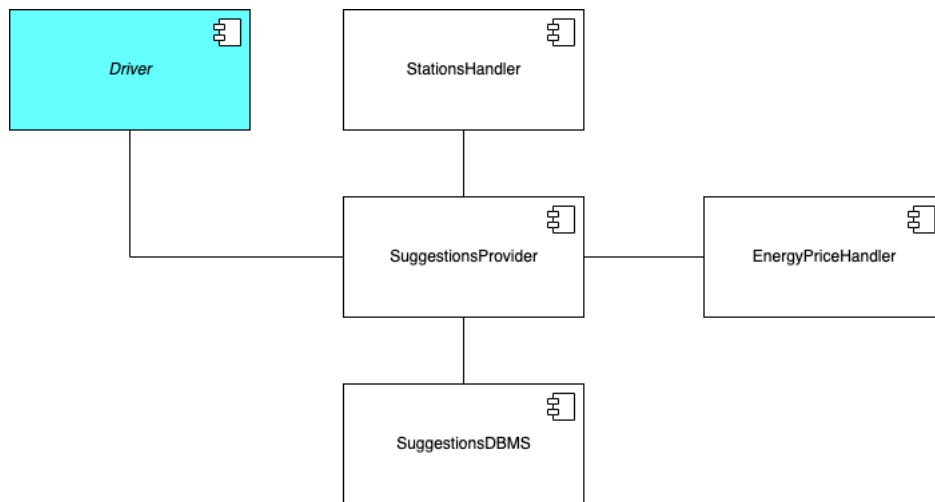 Driver
StationsHandler
SuggestionsProvider
EnergyPriceHandler
SuggestionsDBMS